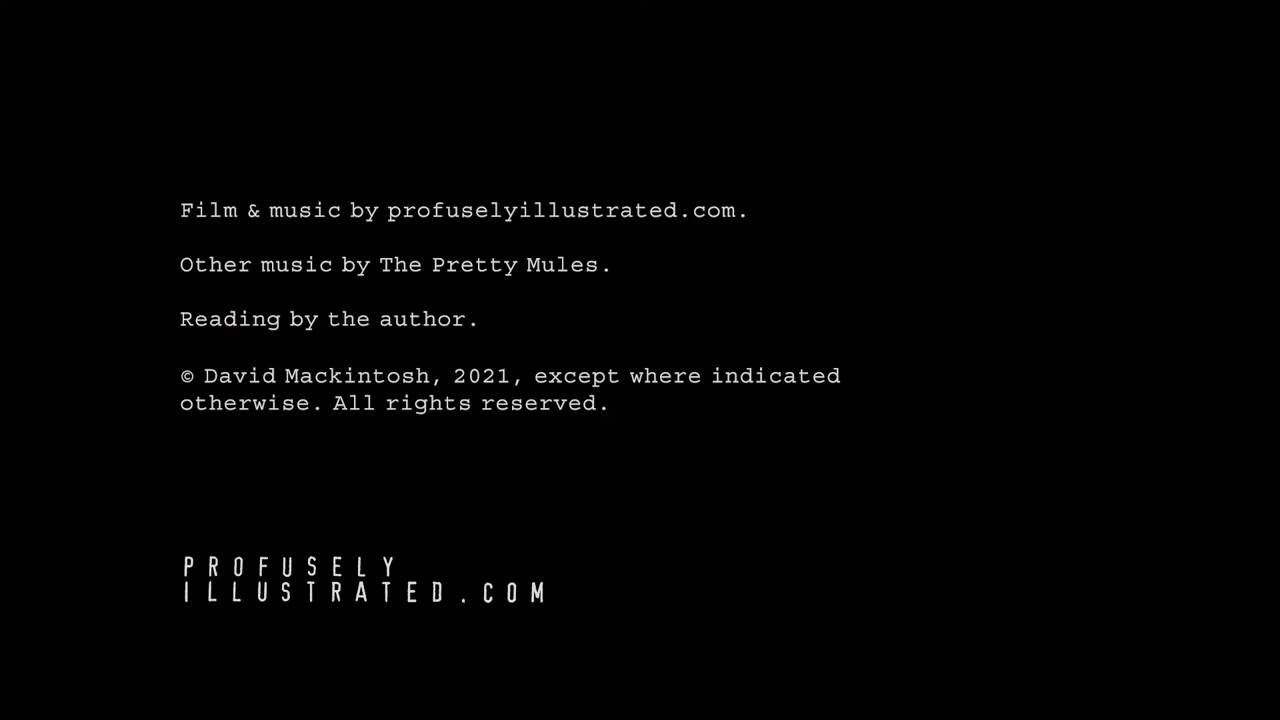 Film & music by profuselyillustrated.com.
Other music by The Pretty Mules.
Reading by the author.
© David Mackintosh, 2021, except where indicated
otherwise. All rights reserved.
PROFUSELY
ILLUSTRATED.COM